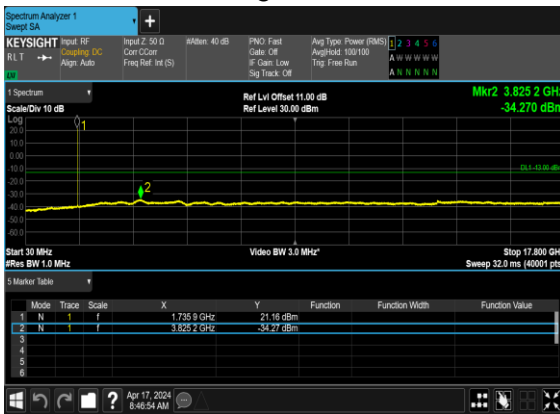 Spectrum Analyzer 1
Swept SA
KEYSIGHT Input: RF Input Z: 50 Ω #Atten: 40 dB PNO: Fast Avg Type: Power (RMS) 1 2 3 4 5 6
RLT Coupling: DC Corr CCorr Gate: Off Avg|Hold: 100/100 A W W W W W
Align: Auto Freq Ref: Int (S) IF Gain: Low Trig: Free Run
LV Sig Track: Off A N N N N N
1 Spectrum Ref Lvl Offset 11.00 dB Mkr2 3.825 2 GHz
Scale/Div 10 dB Ref Level 30.00 dBm -34.270 dBm
Log
20.0
10.0
0.00
-10.0
DL1 -13.00 dBm
-20.0
-30.0
-40.0
-50.0
-60.0
1
2
Start 30 MHz Video BW 3.0 MHz* Stop 17.800 GH
#Res BW 1.0 MHz Sweep 32.0 ms (40001 pts
5 Marker Table
Mode Trace Scale X Y Function Function Width Function Value
1 N 1 f 1.735 9 GHz 21.16 dBm
2 N 1 f 3.825 2 GHz -34.27 dBm
3
4
5
6
? Apr 17, 2024
8:46:54 AM